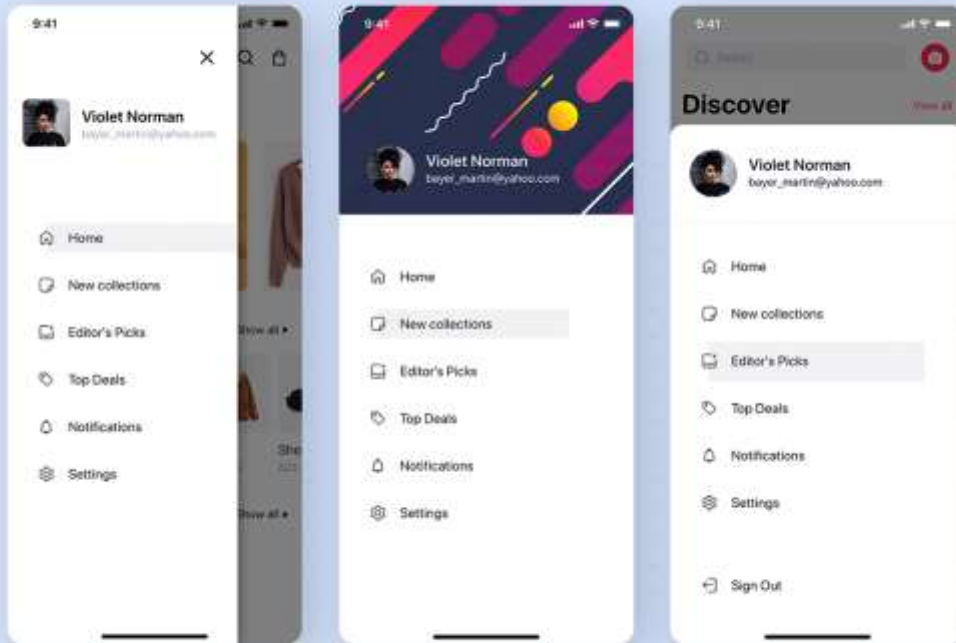 9:41
Violet Norman
bayer_martin@yahoo.com
Home
New collections
Editor's Picks
Top Deals
Notifications
Settings
Show all
Sho
Show all
9:41
Violet Norman
bayer_martin@yahoo.com
Home
New collections
Editor's Picks
Top Deals
Notifications
Settings
9:41
Search
Discover
View all
Violet Norman
bayer_martin@yahoo.com
Home
New collections
Editor's Picks
Top Deals
Notifications
Settings
Sign Out